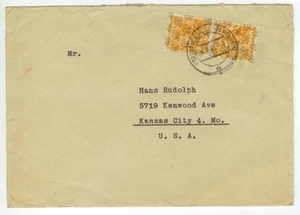 Mr.
Hans Rudolph
5719 Kenwood Ave
Kansas City 4. Mo.
U. S. A.